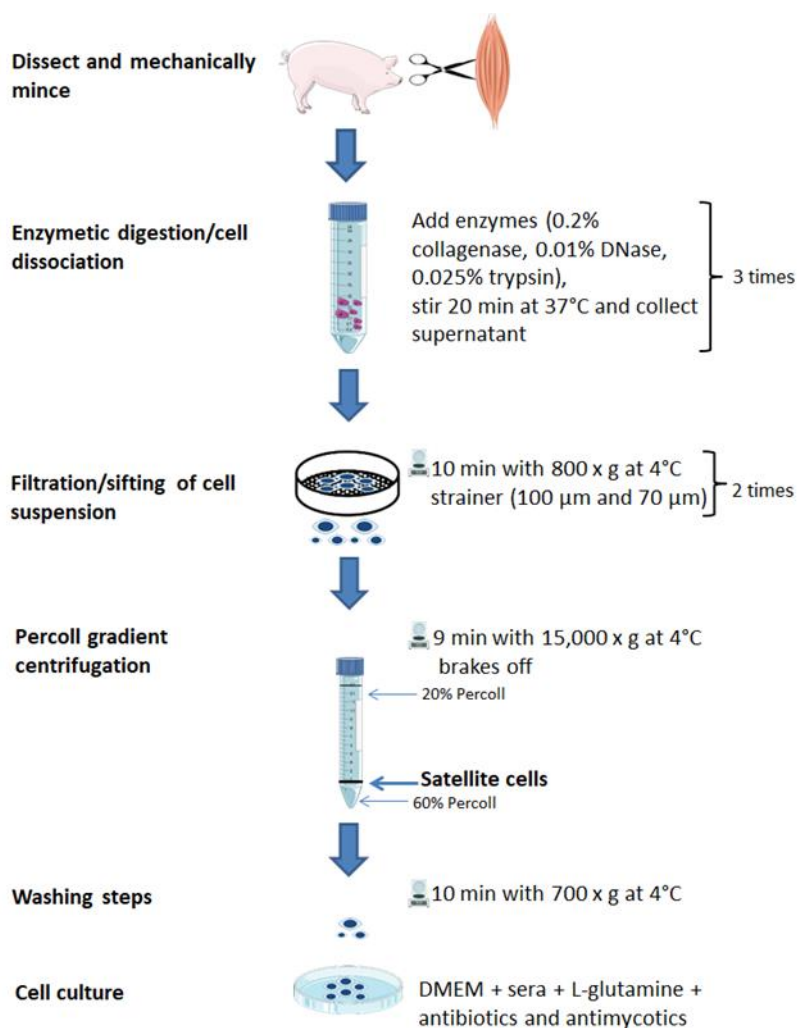 Dissect and mechanically
mince
Enzymetic digestion/cell
dissociation
Add enzymes (0.2%
collagenase, 0.01% DNase,
0.025% trypsin),
stir 20 min at 37°C and collect
supernatant
3 times
Filtration/sifting of cell
suspension
10 min with 800 x g at 4°C
strainer (100 µm and 70 µm)
2 times
Percoll gradient
centrifugation
9 min with 15,000 x g at 4°C
brakes off
20% Percoll
Satellite cells
60% Percoll
Washing steps
10 min with 700 x g at 4°C
Cell culture
DMEM + sera + L-glutamine +
antibiotics and antimycotics